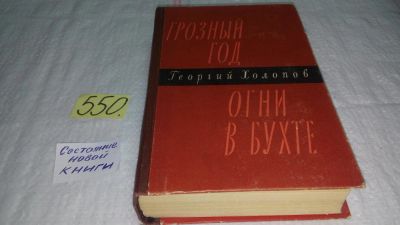 ГРОЗНЫЙ
ГОД
Георгий Холопов
ОГНИ
В БУХТЕ
550.
Состояние
новой
книги